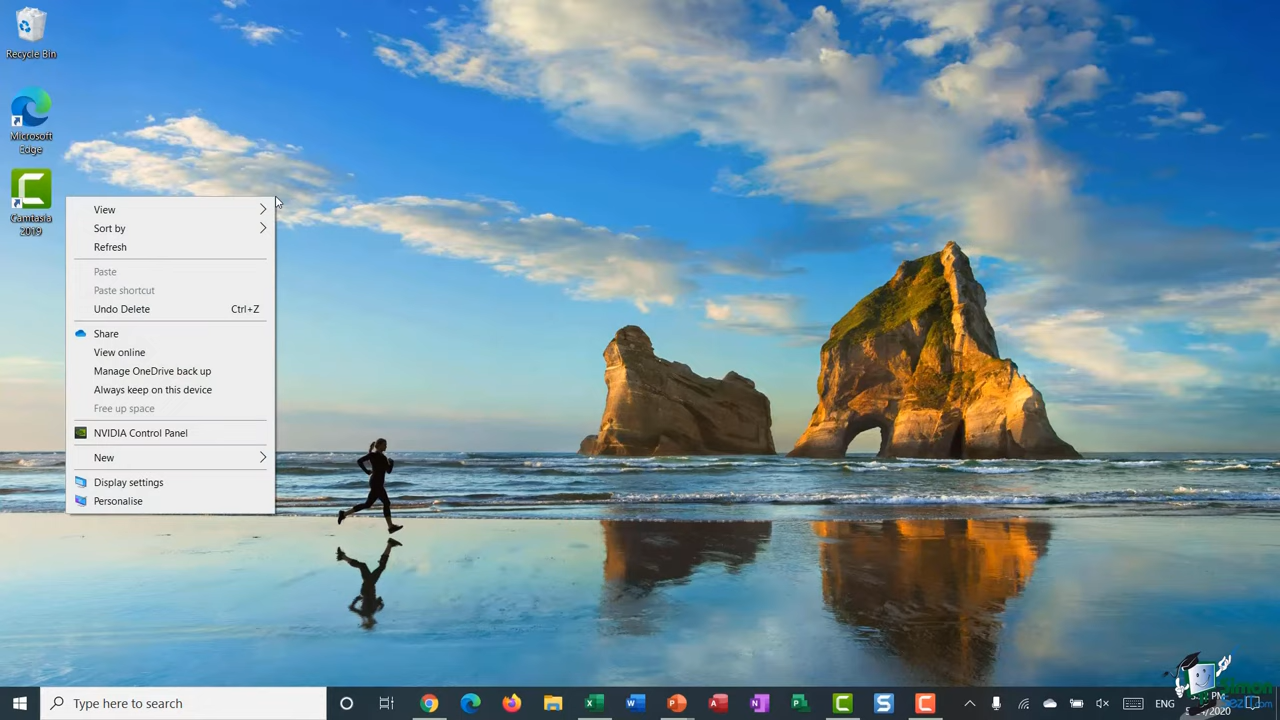 Recycle Bin
Microsoft
Edge
Camtasia
2019
View
Sort by
Refresh
Paste
Paste shortcut
Undo Delete Ctrl+Z
Share
View online
Manage OneDrive back up
Always keep on this device
Free up space
NVIDIA Control Panel
New
Display settings
Personalise
Type here to search
ENG